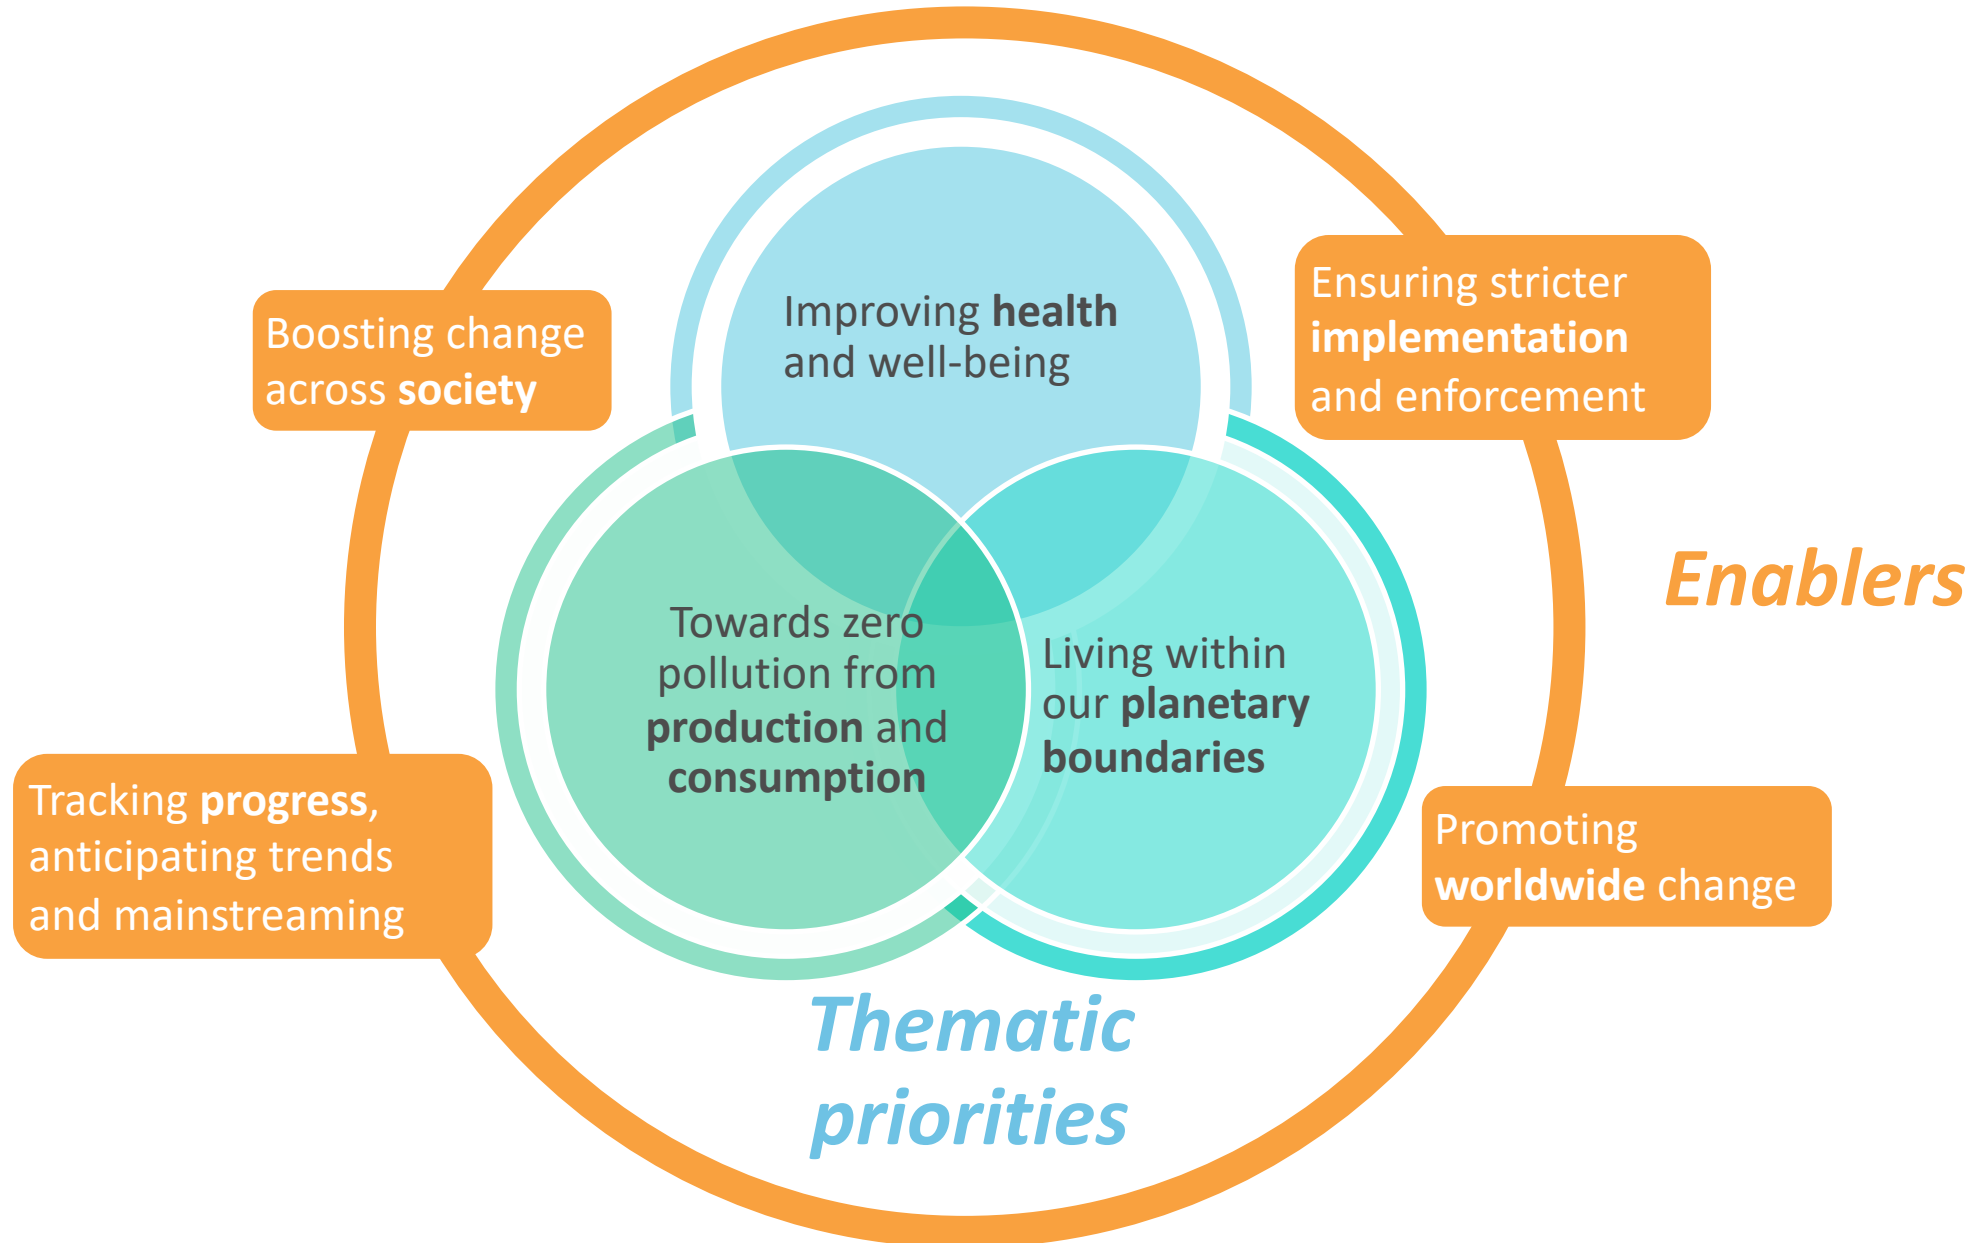 Improving health
and well-being
Boosting change
across society
Ensuring stricter
implementation
and enforcement
Enablers
Towards zero
pollution from
production and
consumption
Living within
our planetary
boundaries
Tracking progress,
anticipating trends
and mainstreaming
Promoting
worldwide change
Thematic
priorities